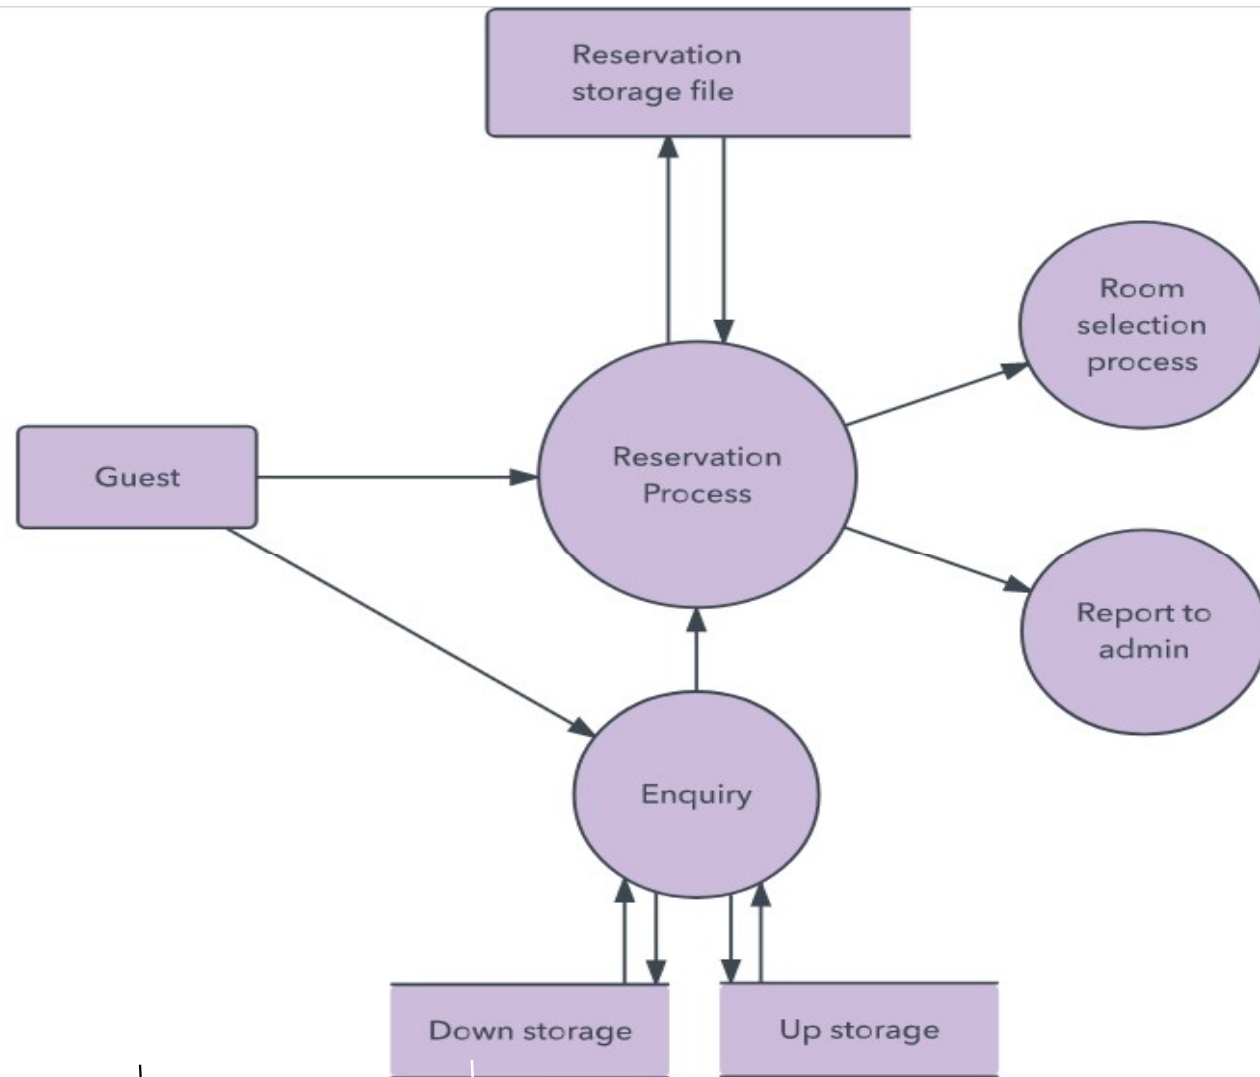 Reservation
storage file
Room
selection
process
Guest
Reservation
Process
Report to
admin
Enquiry
Down storage
Up storage